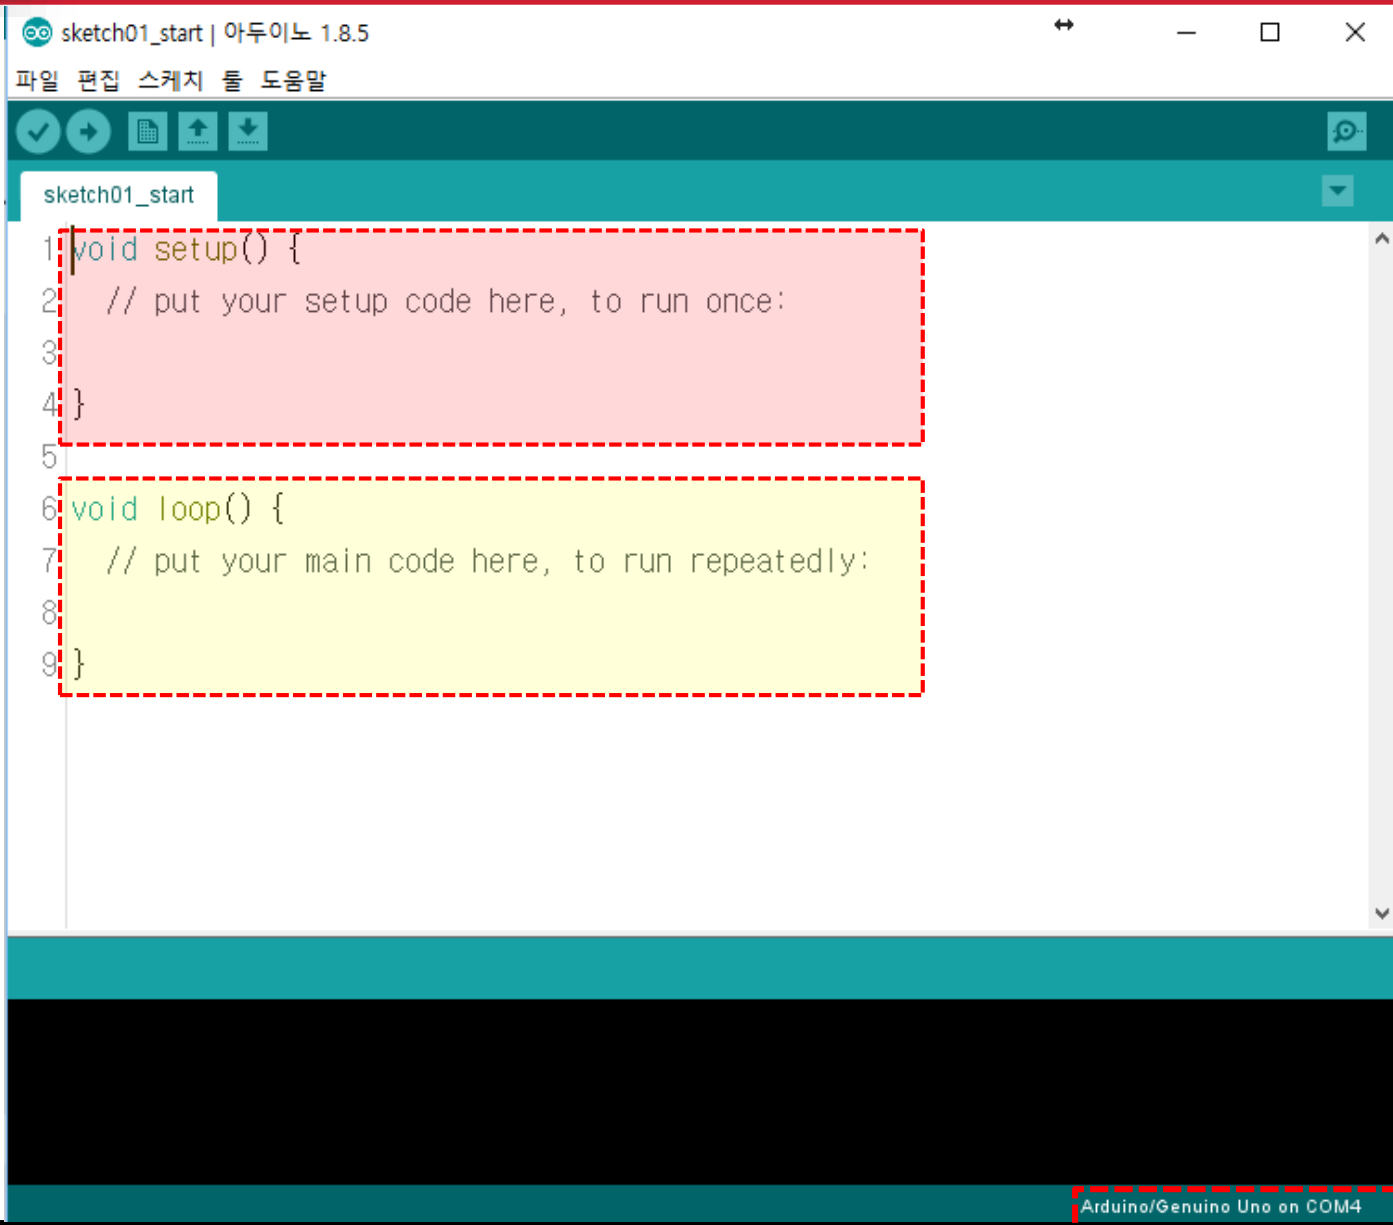 sketch01_start | 아두이노 1.8.5
파일 편집 스케치 툴 도움말
sketch01_start
1 void setup() {
2   // put your setup code here, to run once:
3
4 }
5
6 void loop() {
7   // put your main code here, to run repeatedly:
8
9 }
Arduino/Genuino Uno on COM4